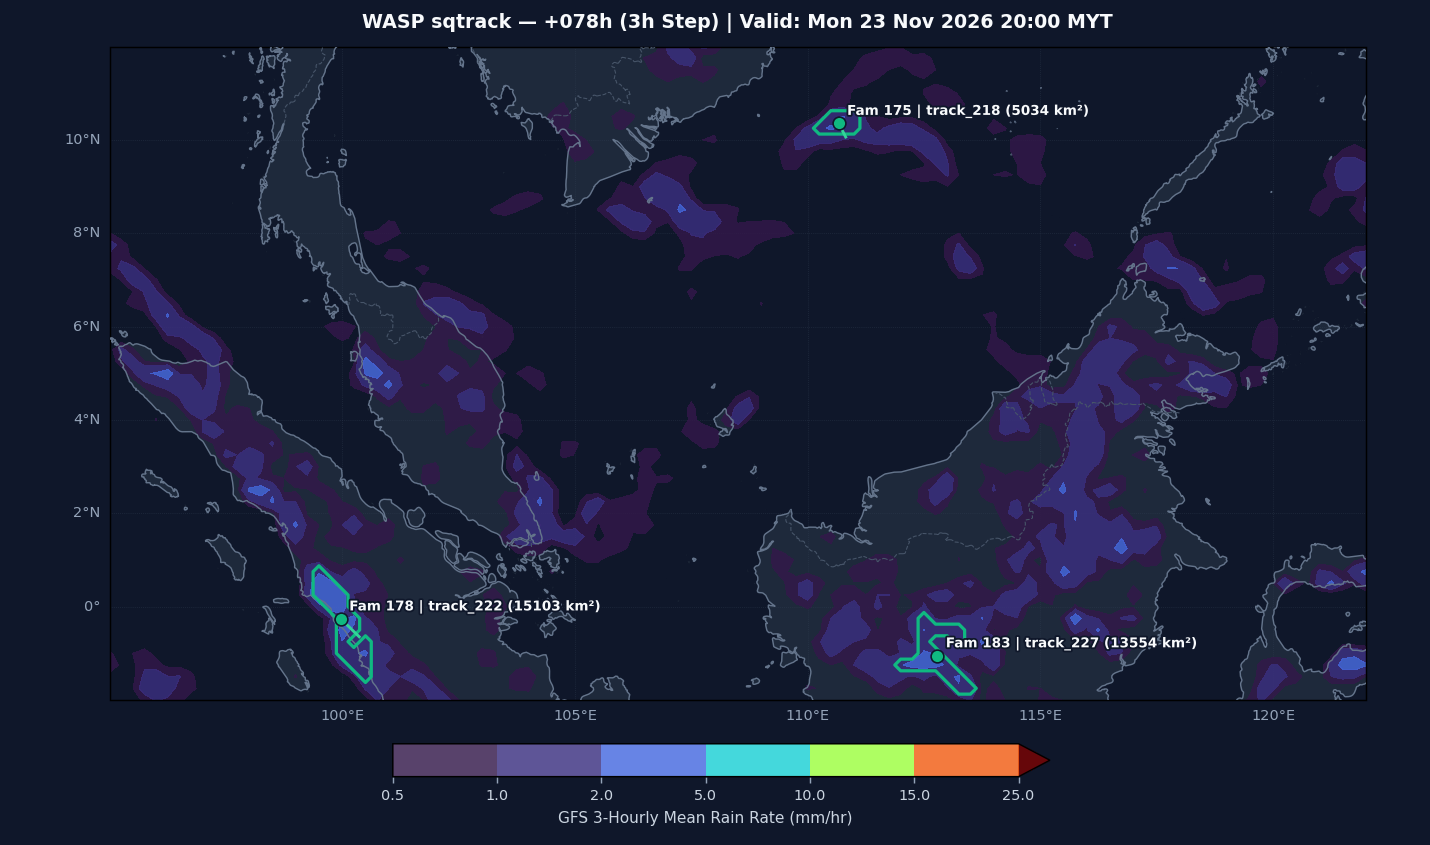 WASP sqtrack — +078h (3h Step) | Valid: Mon 23 Nov 2026 20:00 MYT
Fam 175 | track_218 (5034 km²)
10°N
8°N
6°N
4°N
2°N
0°
Fam 178 | track_222 (15103 km²)
Fam 183 | track_227 (13554 km²)
100°E 105°E 110°E 115°E 120°E
0.5 1.0 2.0 5.0 10.0 15.0 25.0
GFS 3-Hourly Mean Rain Rate (mm/hr)